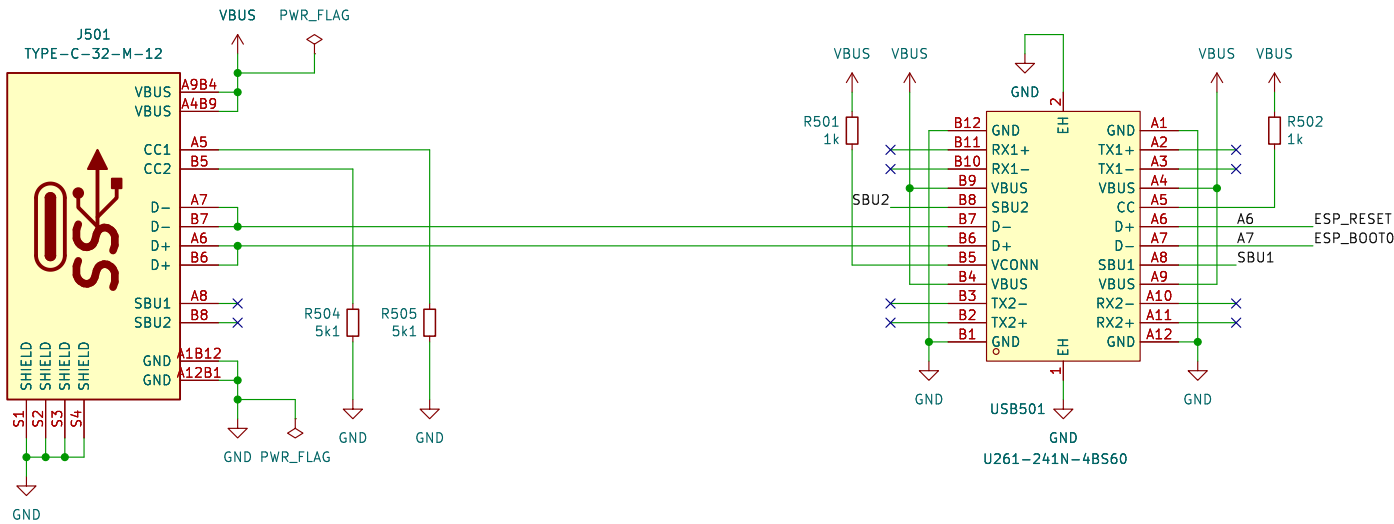 VBUS
PWR_FLAG
J501
TYPE-C-32-M-12
VBUS A9B4
VBUS A4B9
CC1 A5
CC2 B5
D- A7
D- B7
D+ A6
D+ B6
SBU1 A8
SBU2 B8
GND A1B12
GND A12B1
SHIELD SHIELD SHIELD SHIELD
S1 S2 S3 S4
GND
GND PWR_FLAG
R504
5k1
GND
R505
5k1
GND
VBUS VBUS
R501
1k
GND
2
EH
B12 GND
B11 RX1+
B10 RX1-
B9 VBUS
SBU2 B8 SBU2
B7 D-
B6 D+
B5 VCONN
B4 VBUS
B3 TX2-
B2 TX2+
B1 GND
GND
VBUS VBUS
R502
1k
GND A1
TX1+ A2
TX1- A3
VBUS A4
CC A5
D+ A6 A6 ESP_RESET
D- A7 A7 ESP_BOOT0
SBU1 A8 SBU1
VBUS A9
RX2- A10
RX2+ A11
GND A12
GND
EH
1
USB501
GND
U261-241N-4BS60